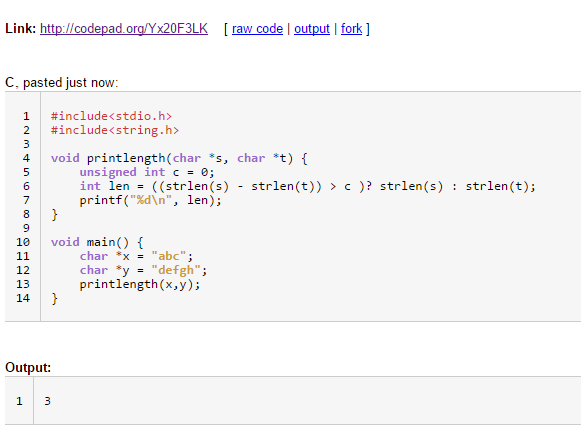 Link: http://codepad.org/Yx20F3LK [ raw code | output | fork ]
C, pasted just now:
1 #include<stdio.h>
2 #include<string.h>
3
4 void printlength(char *s, char *t) {
5     unsigned int c = 0;
6     int len = ((strlen(s) - strlen(t)) > c )? strlen(s) : strlen(t);
7     printf("%d\n", len);
8 }
9
10 void main() {
11     char *x = "abc";
12     char *y = "defgh";
13     printlength(x,y);
14 }
Output:
1 3